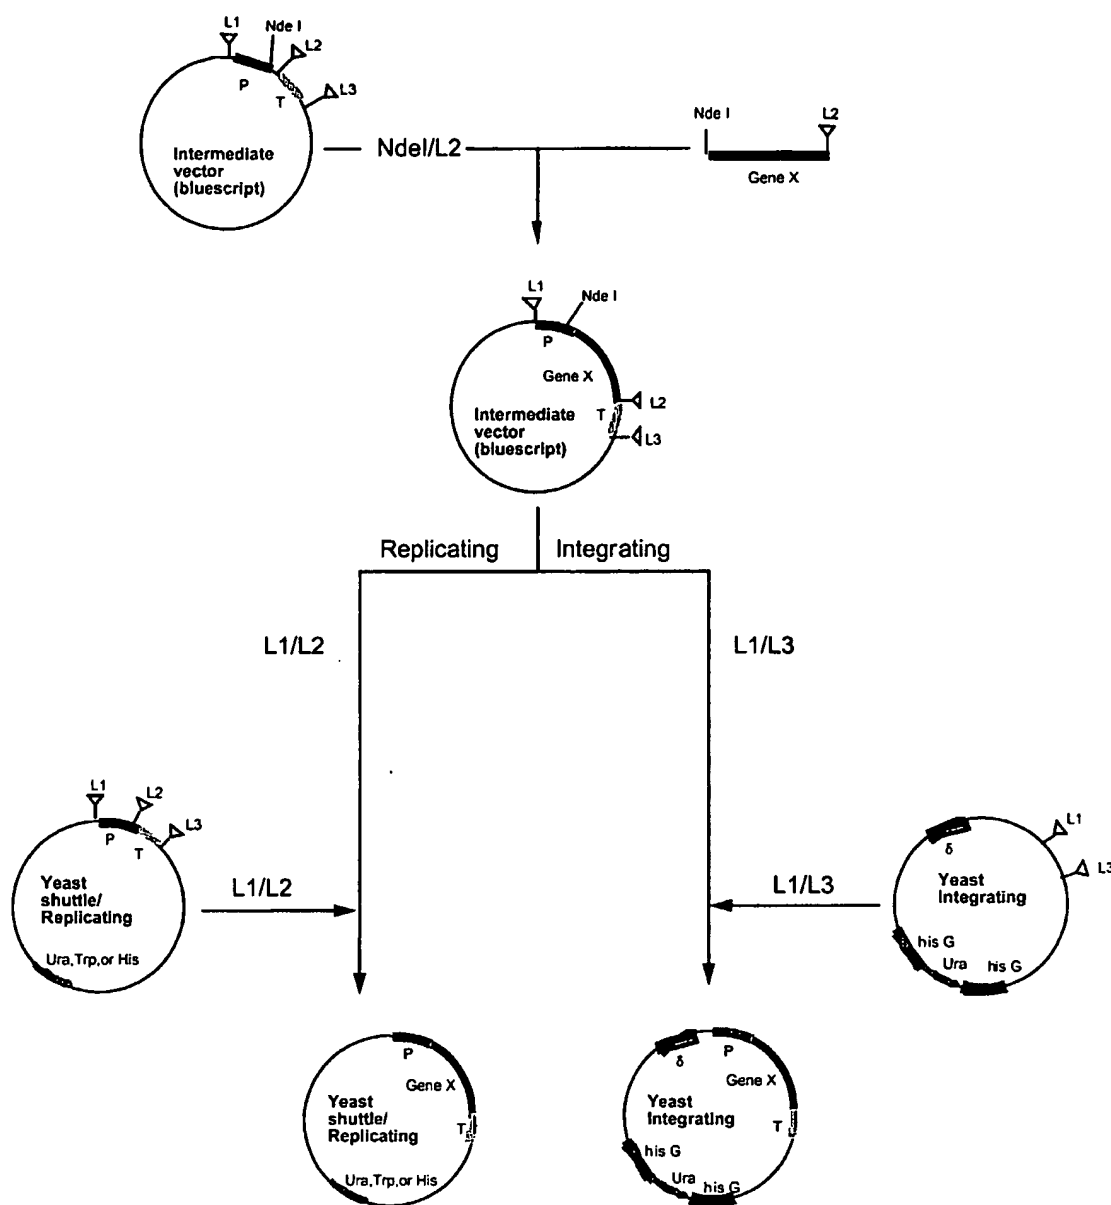 L1
Nde I
L2
L3
P
T
Intermediate
vector
(bluescript)
NdeI/L2
Nde I
L2
Gene X
L1
Nde I
P
Gene X
L2
T
L3
Intermediate
vector
(bluescript)
Replicating
Integrating
L1/L2
L1/L3
L1
L2
L3
P
T
Yeast
shuttle/
Replicating
Ura,Trp,or His
L1/L2
L1/L3
L1
L3
δ
Yeast
Integrating
his G
Ura
his G
P
Gene X
Yeast
shuttle/
Replicating
T
Ura,Trp,or His
δ
P
Gene X
Yeast
Integrating
T
his G
Ura
his G